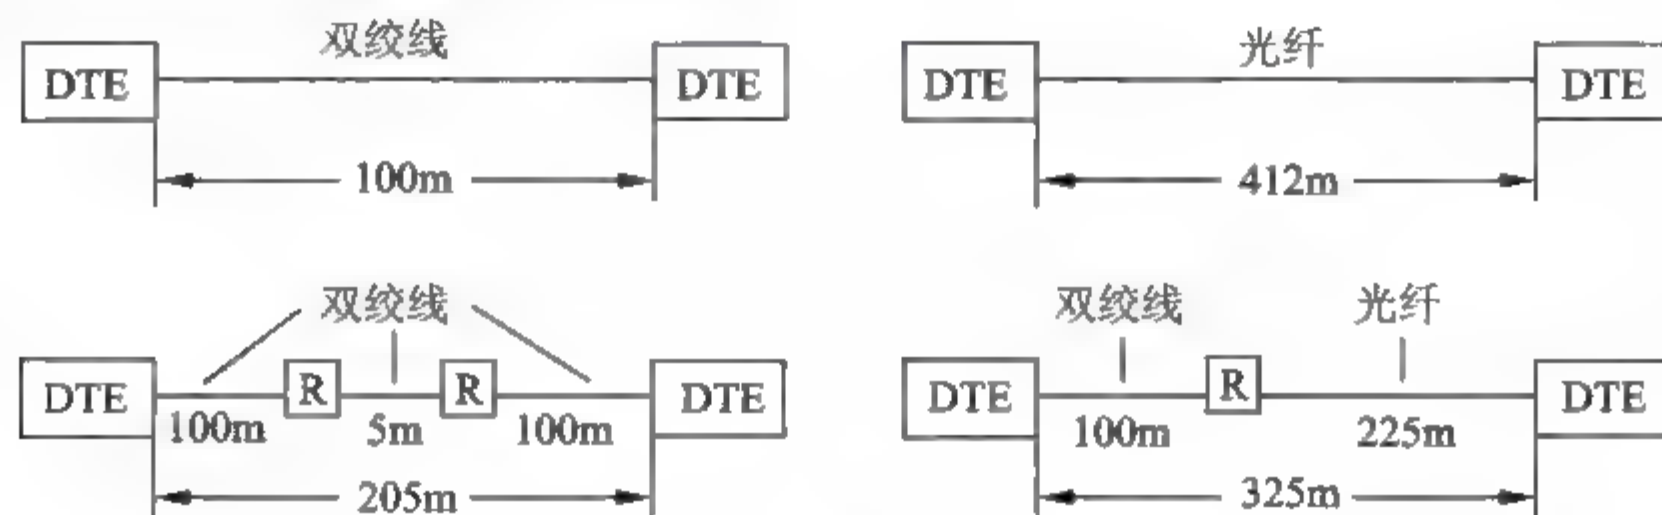 双绞线
DTE DTE
100m
光纤
DTE DTE
412m
双绞线
DTE R R DTE
100m 5m 100m
205m
双绞线 光纤
DTE R DTE
100m 225m
325m